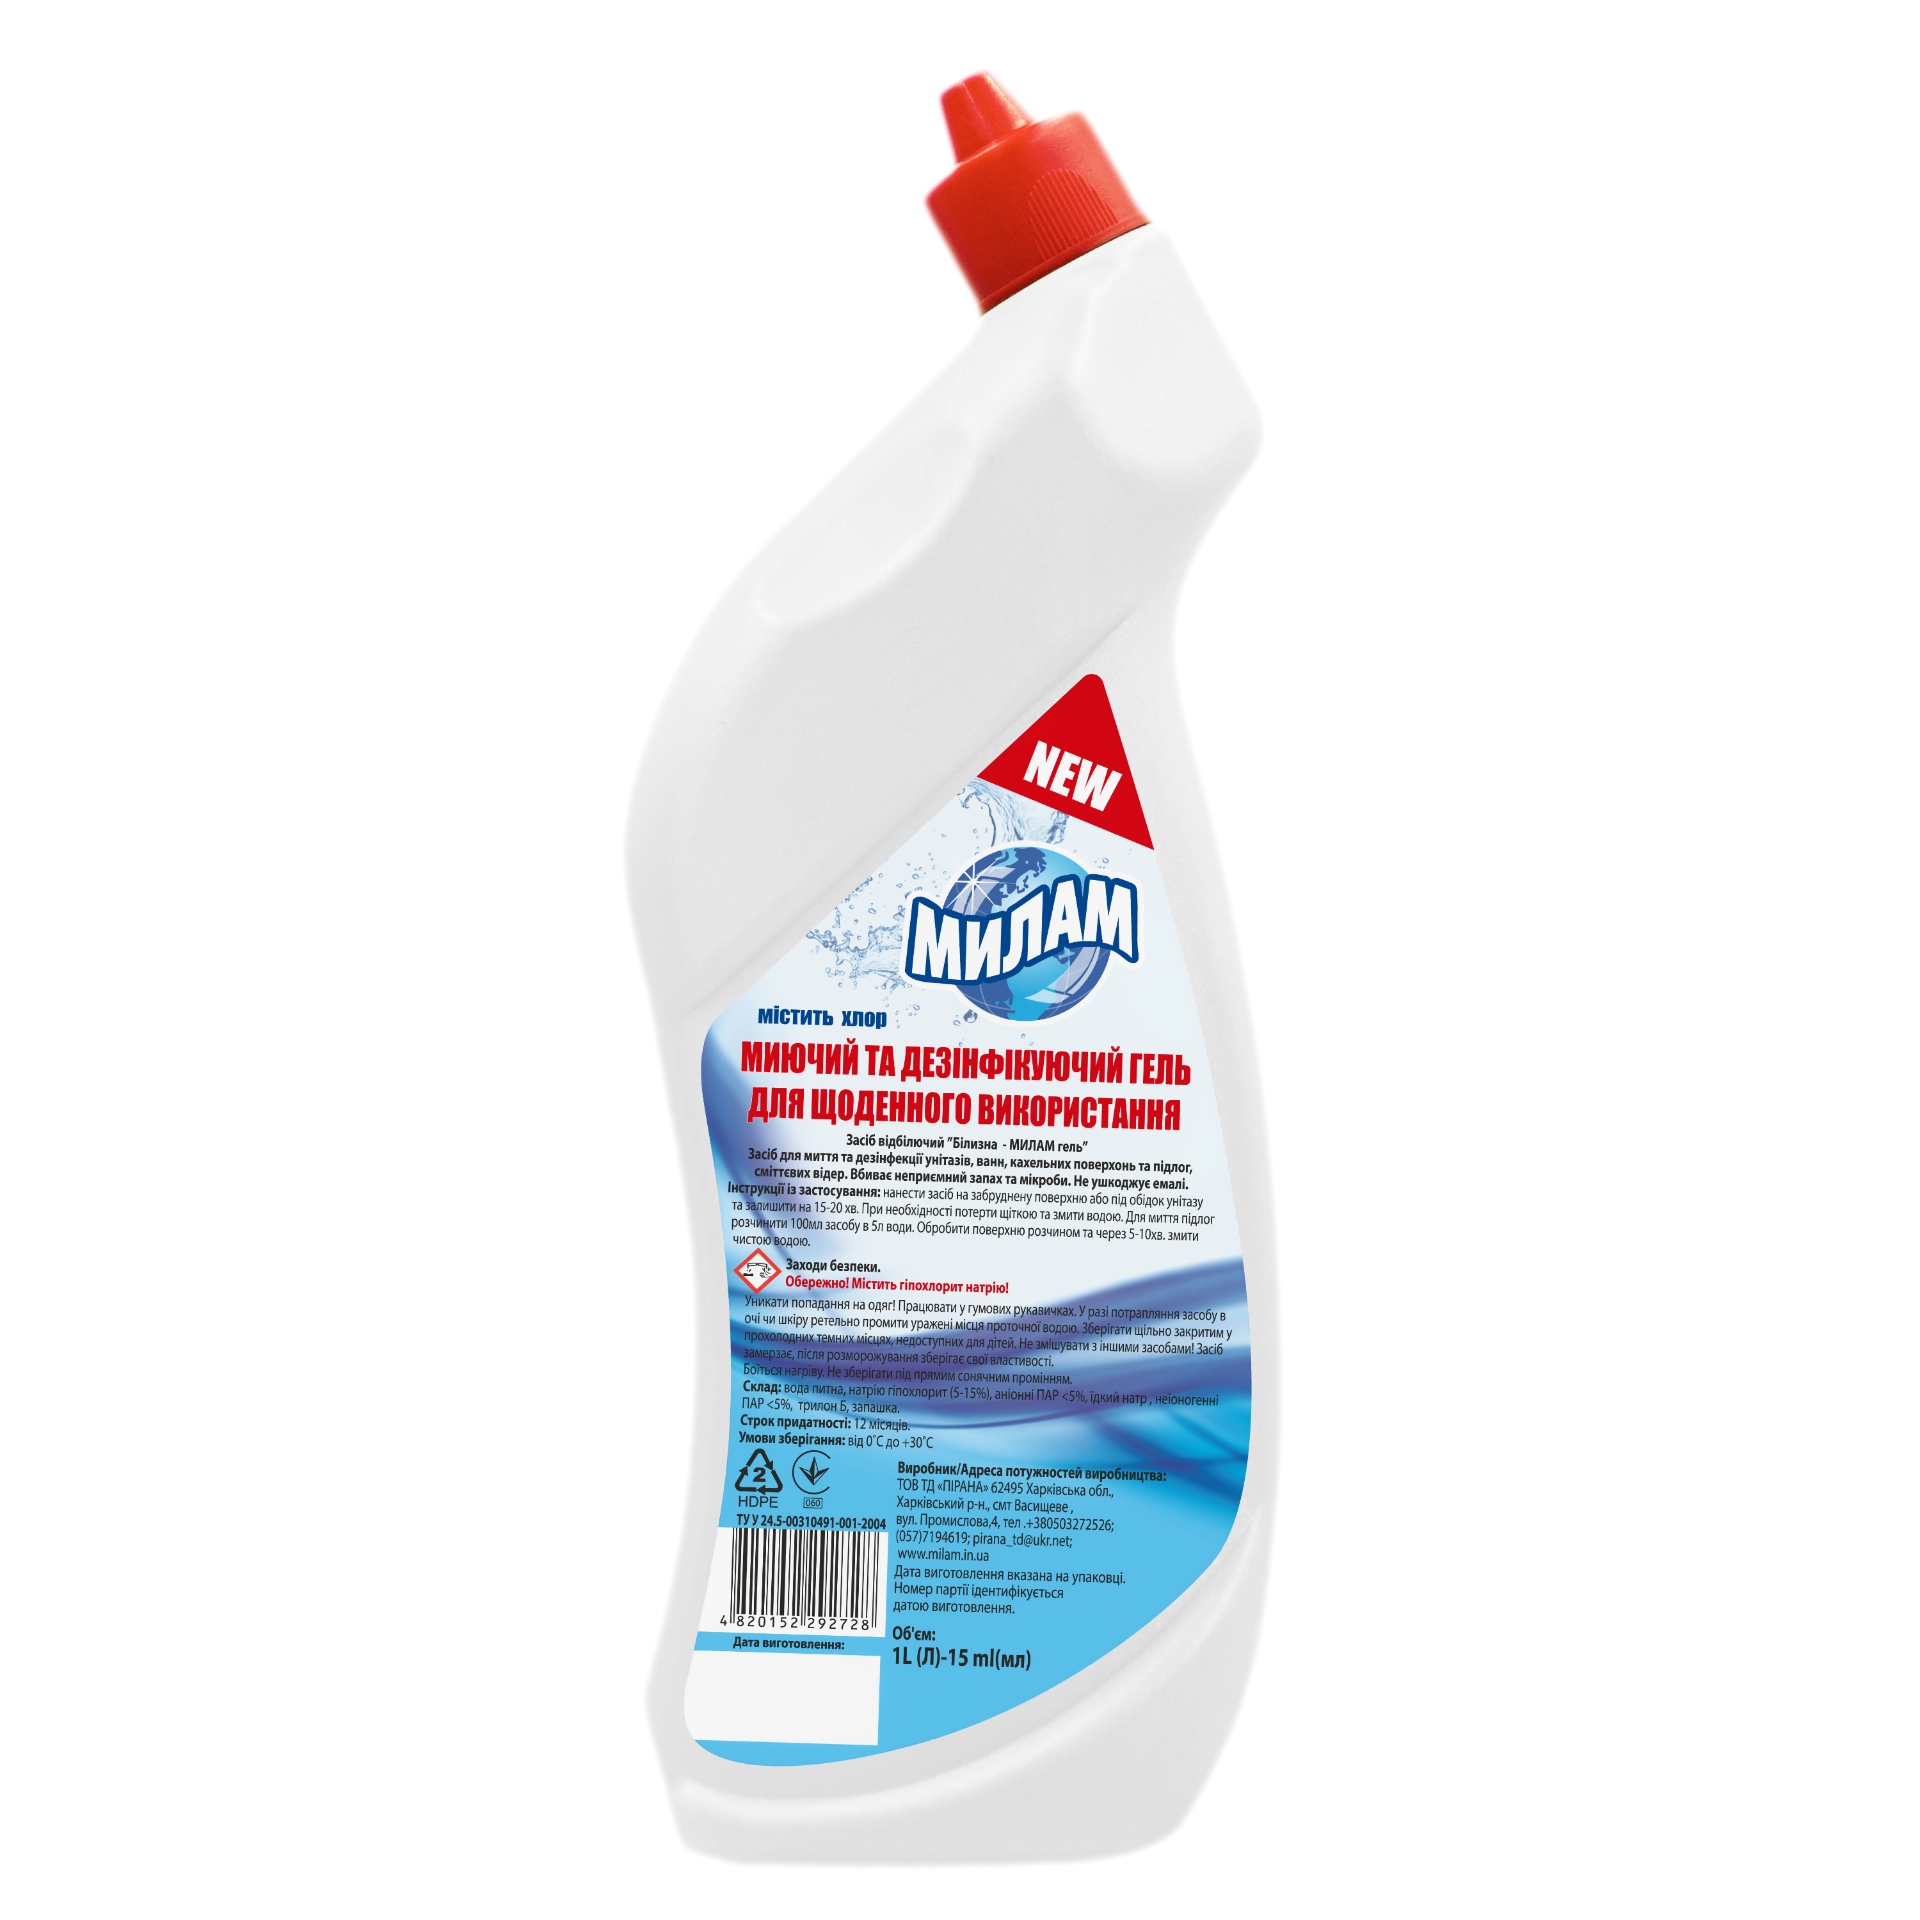 NEW
МИЛАМ
містить хлор
МИЮЧИЙ ТА ДЕЗІНФІКУЮЧИЙ ГЕЛЬ
ДЛЯ ЩОДЕННОГО ВИКОРИСТАННЯ
Засіб відбілюючий "Білизна - МИЛАМ гель"
Засіб для миття та дезінфекції унітазів, ванн, кахельних поверхонь та підлог,
сміттєвих відер. Вбиває неприємний запах та мікроби. Не ушкоджує емалі.
Інструкції із застосування: нанести засіб на забруднену поверхню або під обідок унітазу
та залишити на 15-20 хв. При необхідності потерти щіткою та змити водою. Для миття підлог
розчинити 100мл засобу в 5л води. Обробити поверхню розчином та через 5-10хв. змити
чистою водою.
Заходи безпеки.
Обережно! Містить гіпохлорит натрію!
Уникати попадання на одяг! Працювати у гумових рукавичках. У разі потрапляння засобу в
очі чи шкіру ретельно промити уражені місця проточної водою. Зберігати щільно закритим у
прохолодних темних місцях, недоступних для дітей. Не змішувати з іншими засобами! Засіб
замерзає, після розморожування зберігає свої властивості.
Боїться нагріву. Не зберігати під прямим сонячним промінням.
Склад: вода питна, натрію гіпохлорит (5-15%), аніонні ПАР <5%, їдкий натр , неіоногенні
ПАР <5%, трилон Б, запашка.
Строк придатності: 12 місяців.
Умови зберігання: від 0˚С до +30˚С
2
HDPE
060
ТУ У 24.5-00310491-001-2004
4 820152 292728
Дата виготовлення:
Виробник/Адреса потужностей виробництва:
ТОВ ТД «ПІРАНА» 62495 Харківська обл.,
Харківський р-н., смт Васищеве ,
вул. Промислова,4, тел .+380503272526;
(057)7194619; pirana_td@ukr.net;
www.milam.in.ua
Дата виготовлення вказана на упаковці.
Номер партії ідентифікується
датою виготовлення.
Об'єм:
1L (Л)-15 ml(мл)